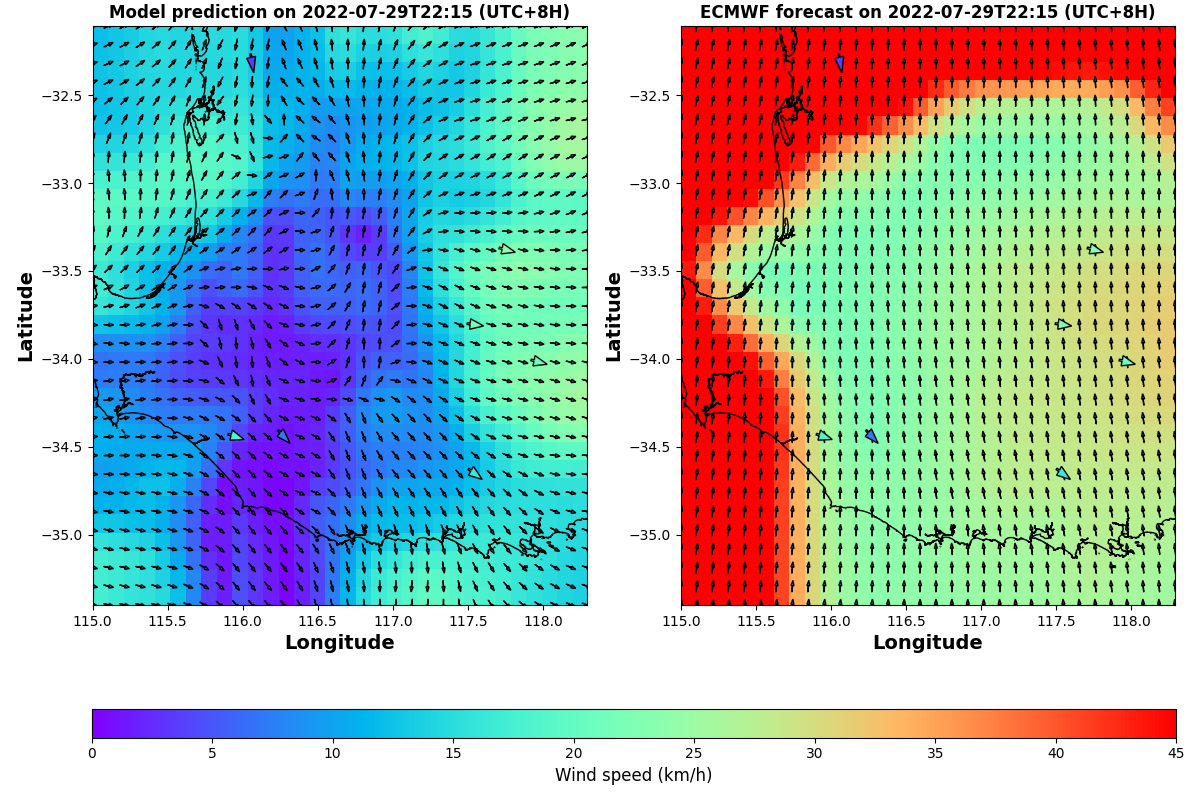 Model prediction on 2022-07-29T22:15 (UTC+8H)
ECMWF forecast on 2022-07-29T22:15 (UTC+8H)
Latitude
−32.5
−33.0
−33.5
−34.0
−34.5
−35.0
115.0 115.5 116.0 116.5 117.0 117.5 118.0
Longitude
Latitude
−32.5
−33.0
−33.5
−34.0
−34.5
−35.0
115.0 115.5 116.0 116.5 117.0 117.5 118.0
Longitude
0 5 10 15 20 25 30 35 40 45
Wind speed (km/h)